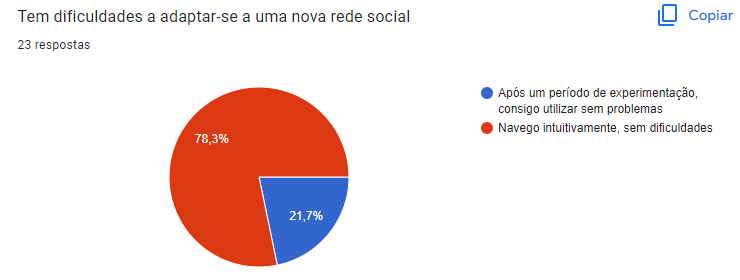 Tem dificuldades a adaptar-se a uma nova rede social
Copiar
23 respostas
Após um período de experimentação,
consigo utilizar sem problemas
Navego intuitivamente, sem dificuldades
78,3%
21,7%